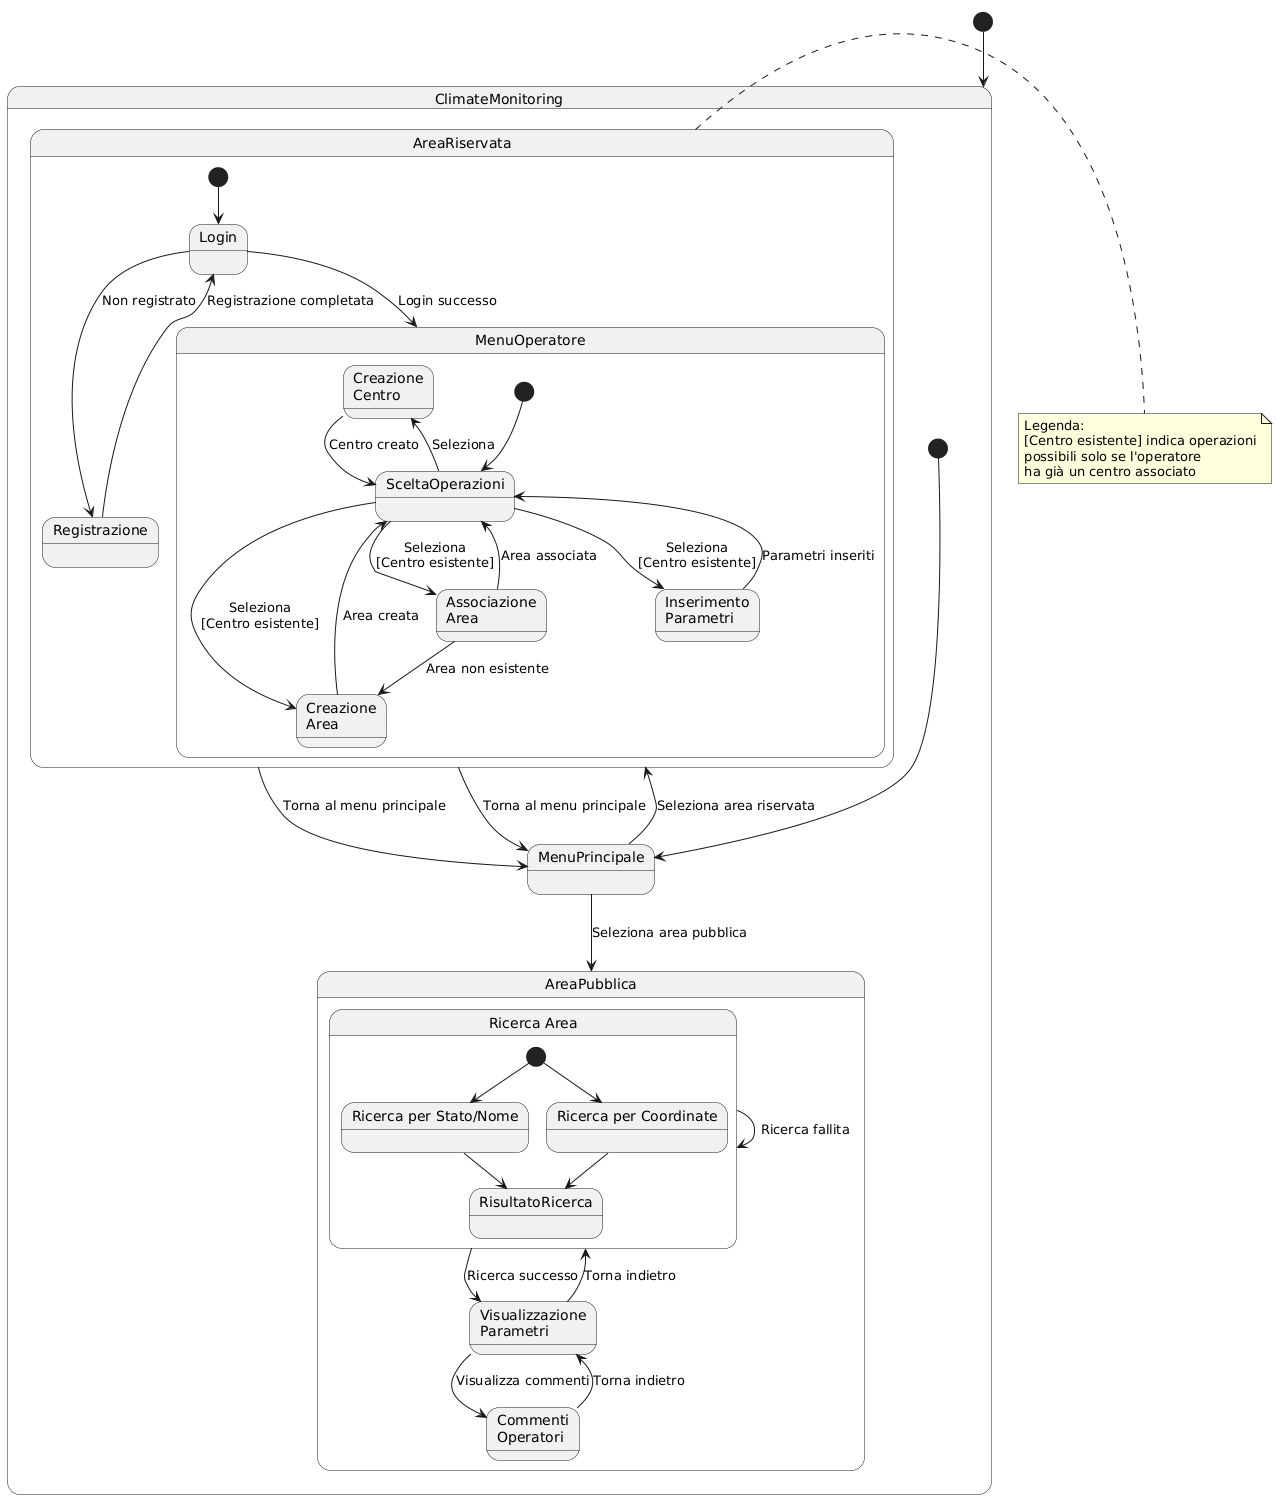 ClimateMonitoring
AreaRiservata
Login
Non registrato
Registrazione completata
Login successo
MenuOperatore
Creazione
Centro
Centro creato
Seleziona
SceltaOperazioni
Registrazione
Seleziona
[Centro esistente]
Area associata
Seleziona
[Centro esistente]
Parametri inseriti
Seleziona
[Centro esistente]
Area creata
Associazione
Area
Inserimento
Parametri
Area non esistente
Creazione
Area
Legenda:
[Centro esistente] indica operazioni
possibili solo se l'operatore
ha già un centro associato
Torna al menu principale
Torna al menu principale
Seleziona area riservata
MenuPrincipale
Seleziona area pubblica
AreaPubblica
Ricerca Area
Ricerca per Stato/Nome
Ricerca per Coordinate
Ricerca fallita
RisultatoRicerca
Ricerca successo
Torna indietro
Visualizzazione
Parametri
Visualizza commenti
Torna indietro
Commenti
Operatori